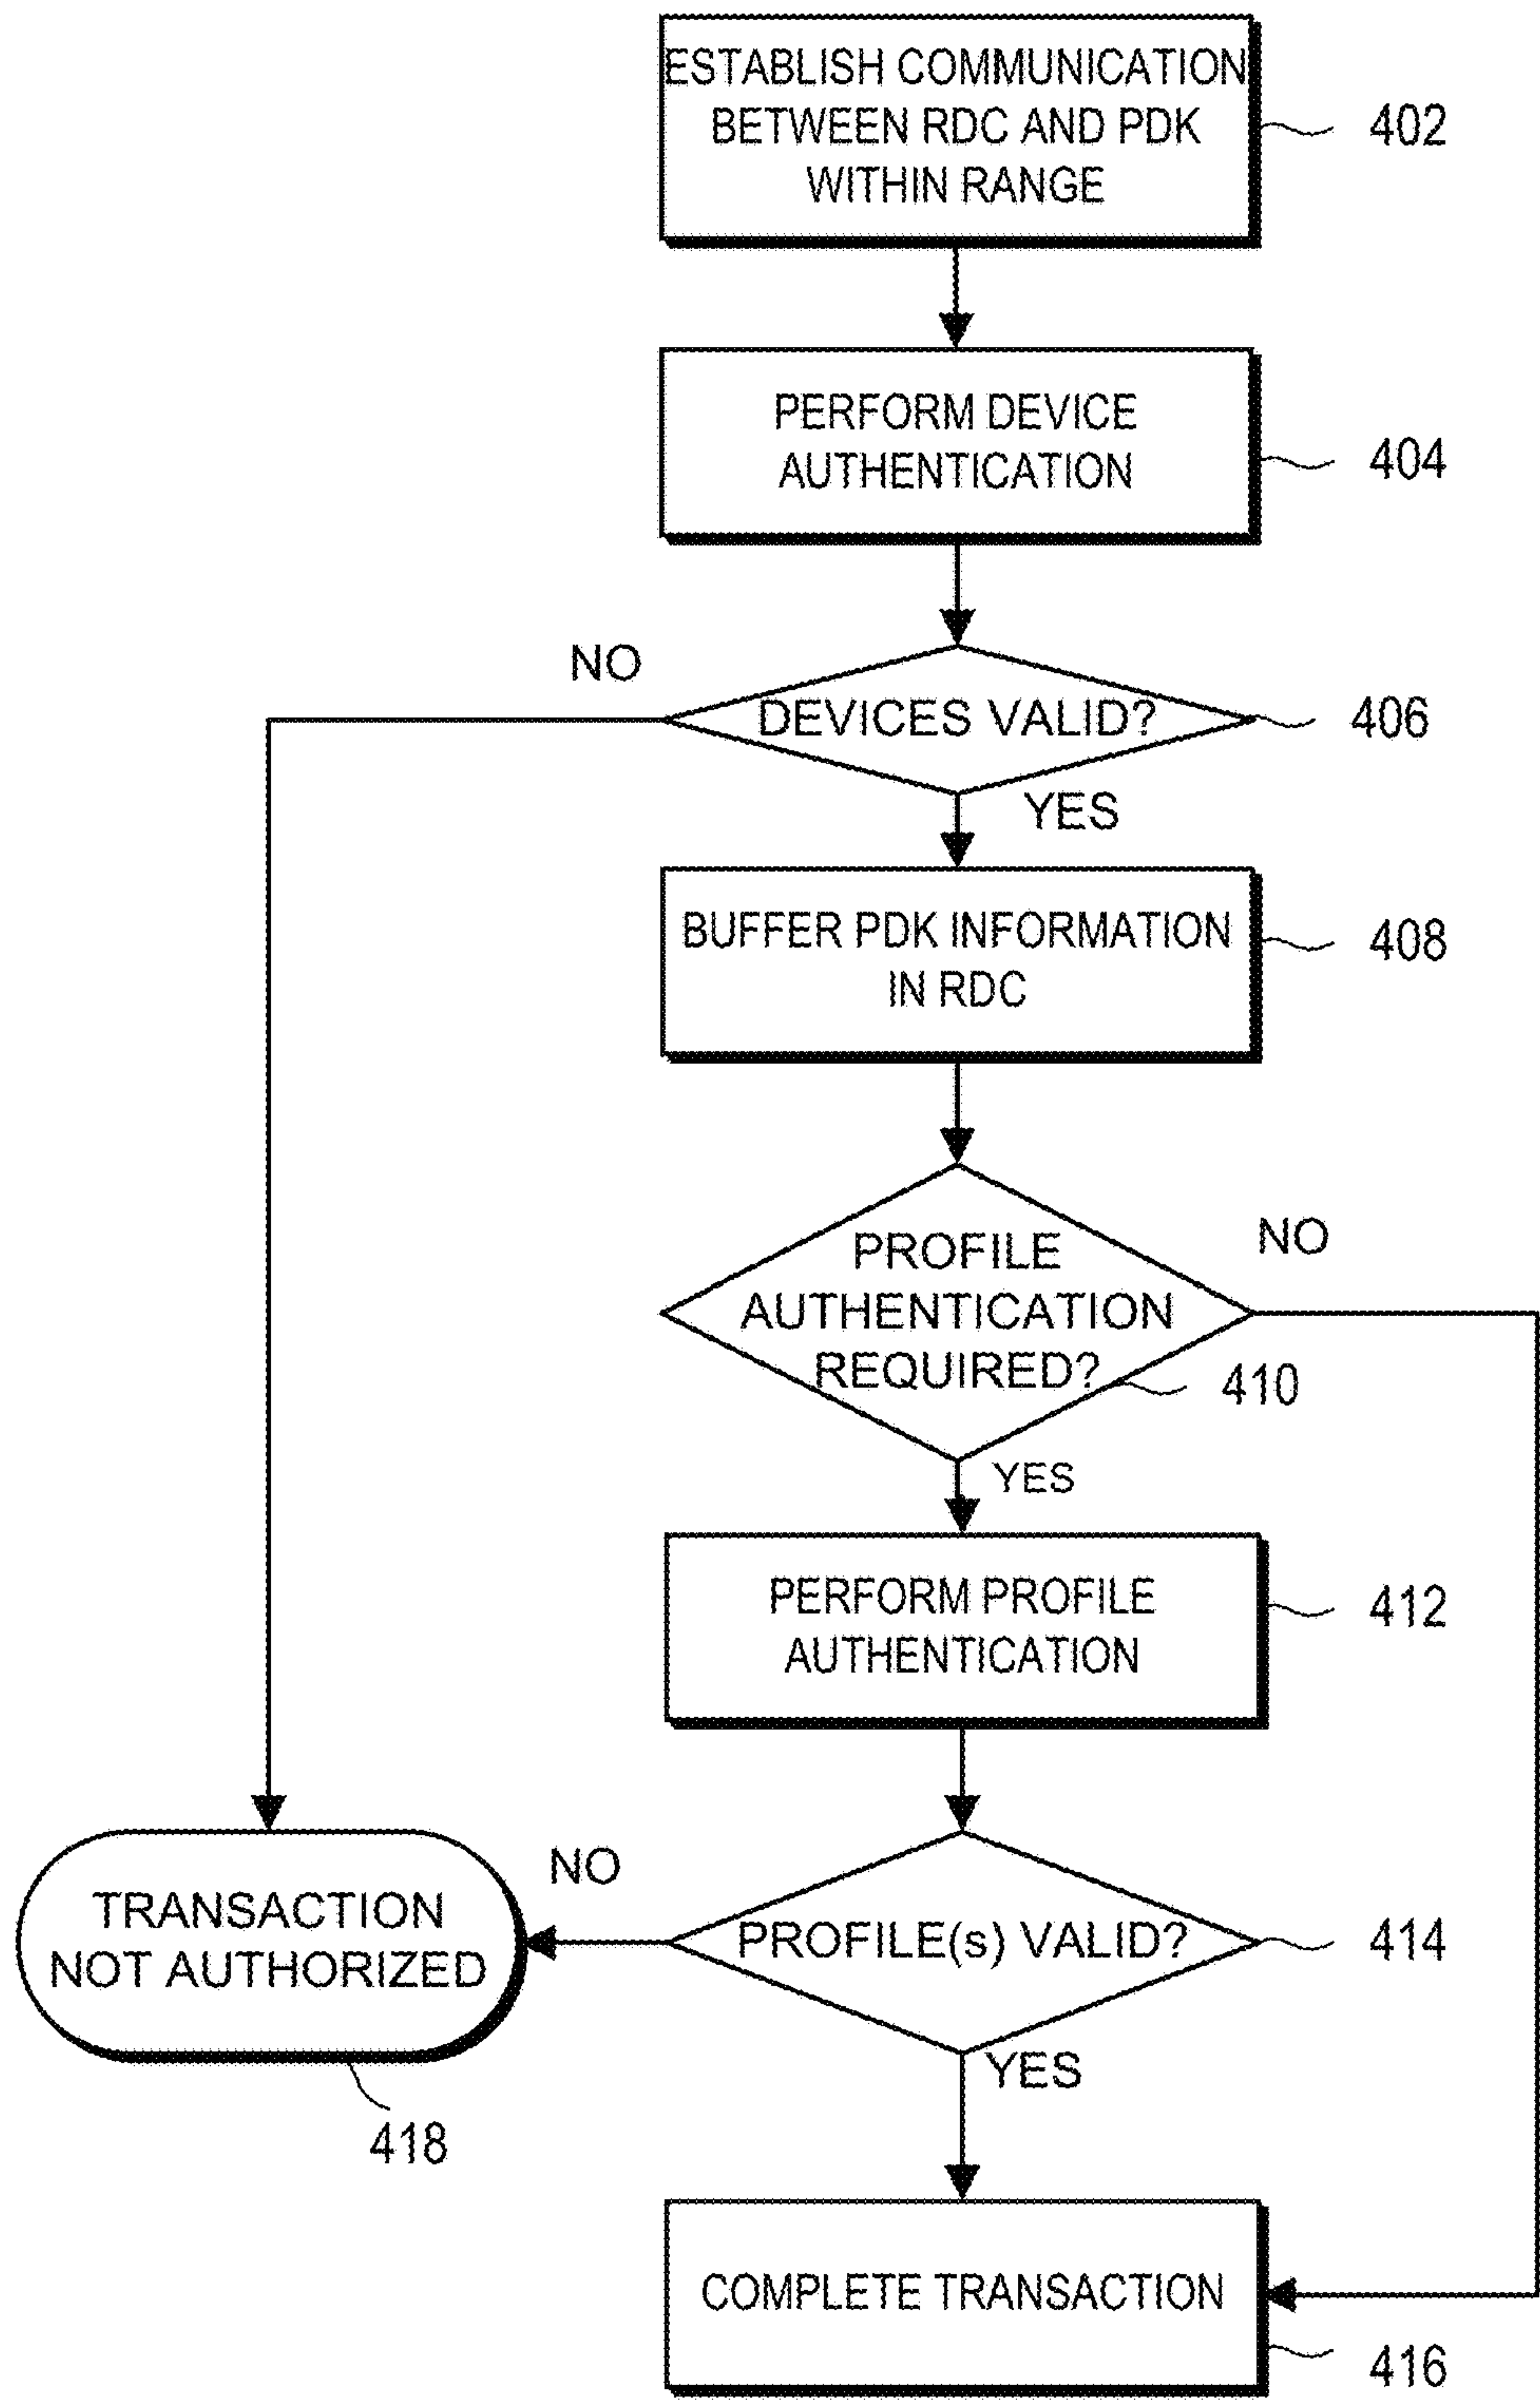 ESTABLISH COMMUNICATION
BETWEEN RDC AND PDK
WITHIN RANGE
402
PERFORM DEVICE
AUTHENTICATION
404
NO
DEVICES VALID?
406
YES
BUFFER PDK INFORMATION
IN RDC
408
PROFILE
AUTHENTICATION
REQUIRED?
NO
410
YES
PERFORM PROFILE
AUTHENTICATION
412
TRANSACTION
NOT AUTHORIZED
NO
PROFILE(s) VALID?
414
YES
418
COMPLETE TRANSACTION
416